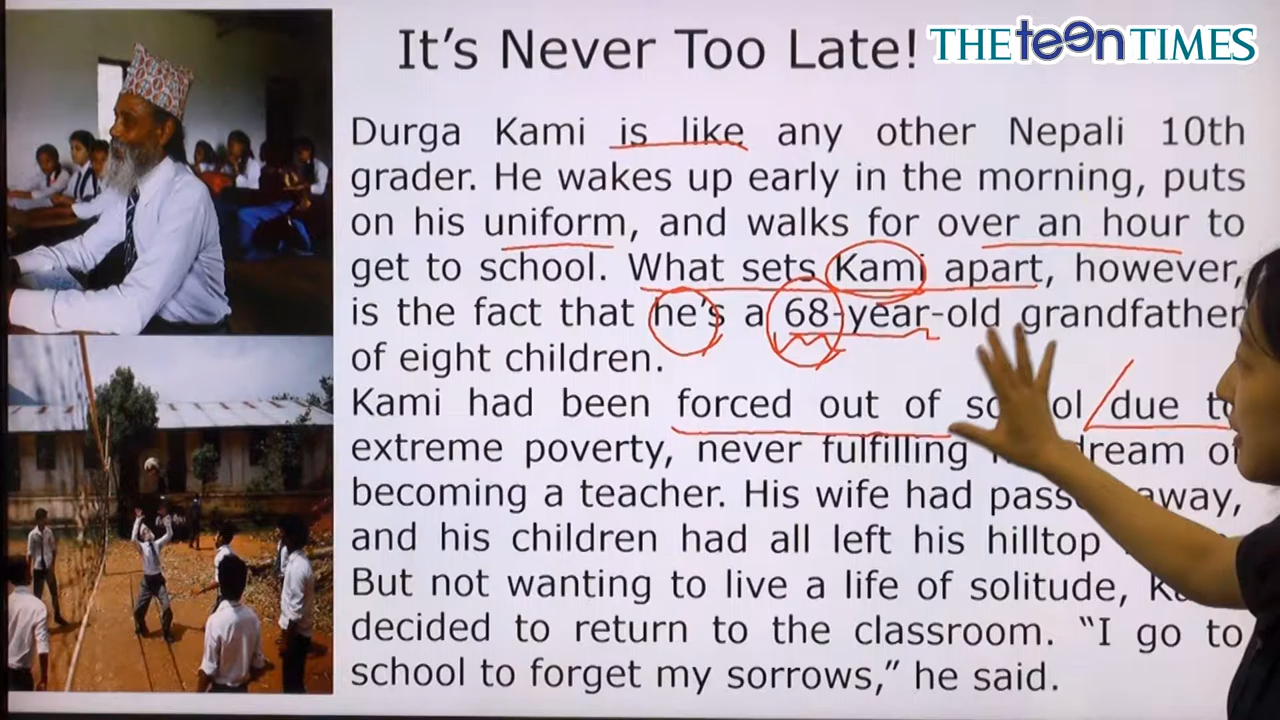 THE teen TIMES
It's Never Too Late!
Durga Kami is like any other Nepali 10th
grader. He wakes up early in the morning, puts
on his uniform, and walks for over an hour to
get to school. What sets Kami apart, however,
is the fact that he's a 68-year-old grandfather
of eight children.
Kami had been forced out of school due to
extreme poverty, never fulfilling dream of
becoming a teacher. His wife had passed away,
and his children had all left his hilltop
But not wanting to live a life of solitude,
decided to return to the classroom. “I go to
school to forget my sorrows,” he said.